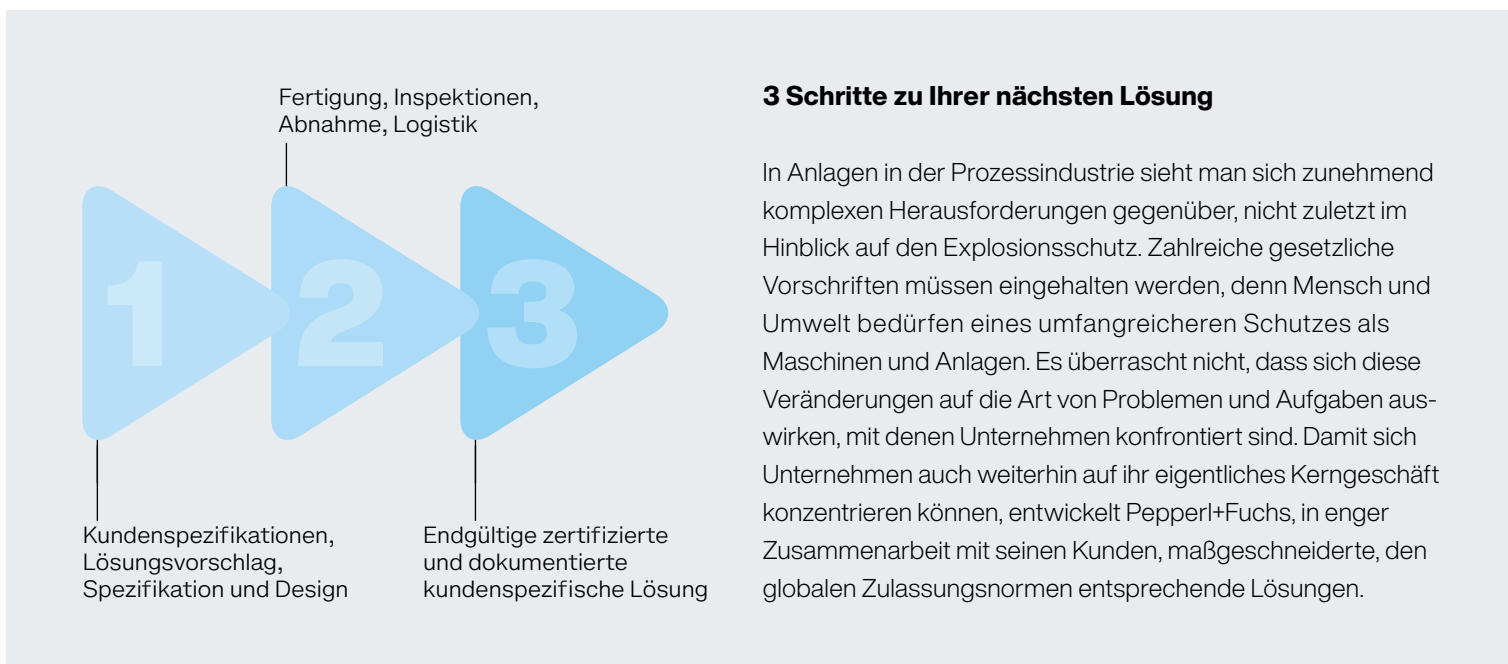 Fertigung, Inspektionen,
Abnahme, Logistik
1
2
3
Kundenspezifikationen,
Lösungsvorschlag,
Spezifikation und Design
Endgültige zertifizierte
und dokumentierte
kundenspezifische Lösung
3 Schritte zu Ihrer nächsten Lösung
In Anlagen in der Prozessindustrie sieht man sich zunehmend
komplexen Herausforderungen gegenüber, nicht zuletzt im
Hinblick auf den Explosionsschutz. Zahlreiche gesetzliche
Vorschriften müssen eingehalten werden, denn Mensch und
Umwelt bedürfen eines umfangreicheren Schutzes als
Maschinen und Anlagen. Es überrascht nicht, dass sich diese
Veränderungen auf die Art von Problemen und Aufgaben aus-
wirken, mit denen Unternehmen konfrontiert sind. Damit sich
Unternehmen auch weiterhin auf ihr eigentliches Kerngeschäft
konzentrieren können, entwickelt Pepperl+Fuchs, in enger
Zusammenarbeit mit seinen Kunden, maßgeschneiderte, den
globalen Zulassungsnormen entsprechende Lösungen.